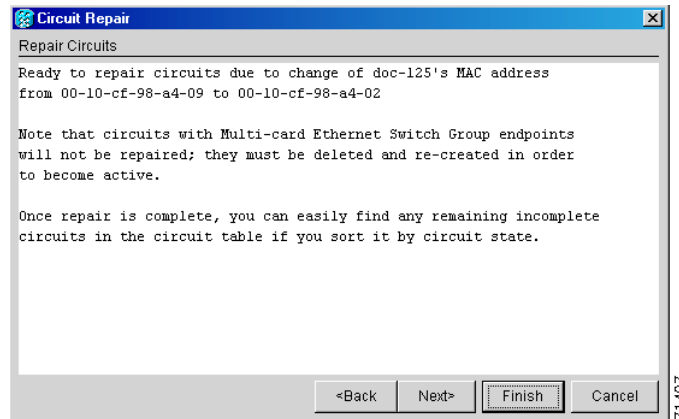 Circuit Repair
Repair Circuits
Ready to repair circuits due to change of doc-125's MAC address
from 00-10-cf-98-a4-09 to 00-10-cf-98-a4-02
Note that circuits with Multi-card Ethernet Switch Group endpoints
will not be repaired; they must be deleted and re-created in order
to become active.
Once repair is complete, you can easily find any remaining incomplete
circuits in the circuit table if you sort it by circuit state.
<Back
Next>
Finish
Cancel